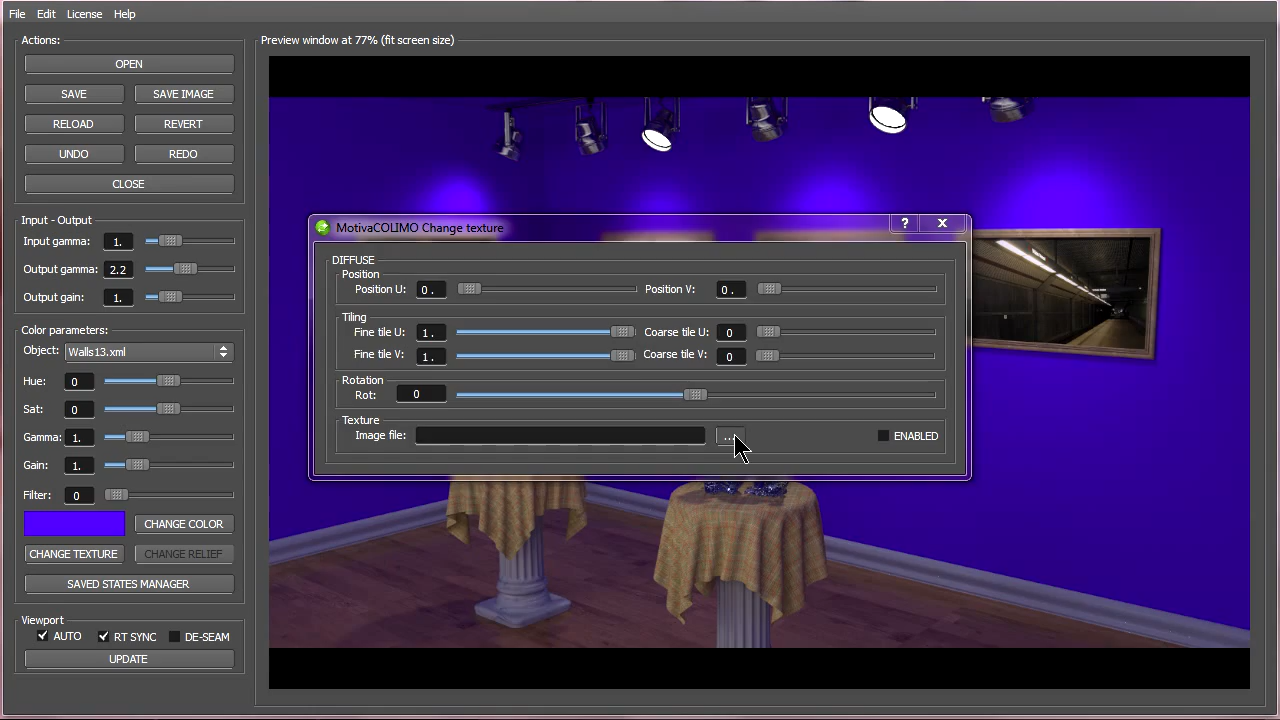 File Edit License Help
Actions:
OPEN
SAVE SAVE IMAGE
RELOAD REVERT
UNDO REDO
CLOSE
Input - Output
Input gamma: 1.
Output gamma: 2.2
Output gain: 1.
Color parameters:
Object: Walls13.xml
Hue: 0
Sat: 0
Gamma: 1.
Gain: 1.
Filter: 0
CHANGE COLOR
CHANGE TEXTURE CHANGE RELIEF
SAVED STATES MANAGER
Viewport
AUTO RT SYNC DE-SEAM
UPDATE
Preview window at 77% (fit screen size)
MotivaCOLIMO Change texture
DIFFUSE
Position
Position U: 0. Position V: 0.
Tiling
Fine tile U: 1. Coarse tile U: 0
Fine tile V: 1. Coarse tile V: 0
Rotation
Rot: 0
Texture
Image file: ... ENABLED